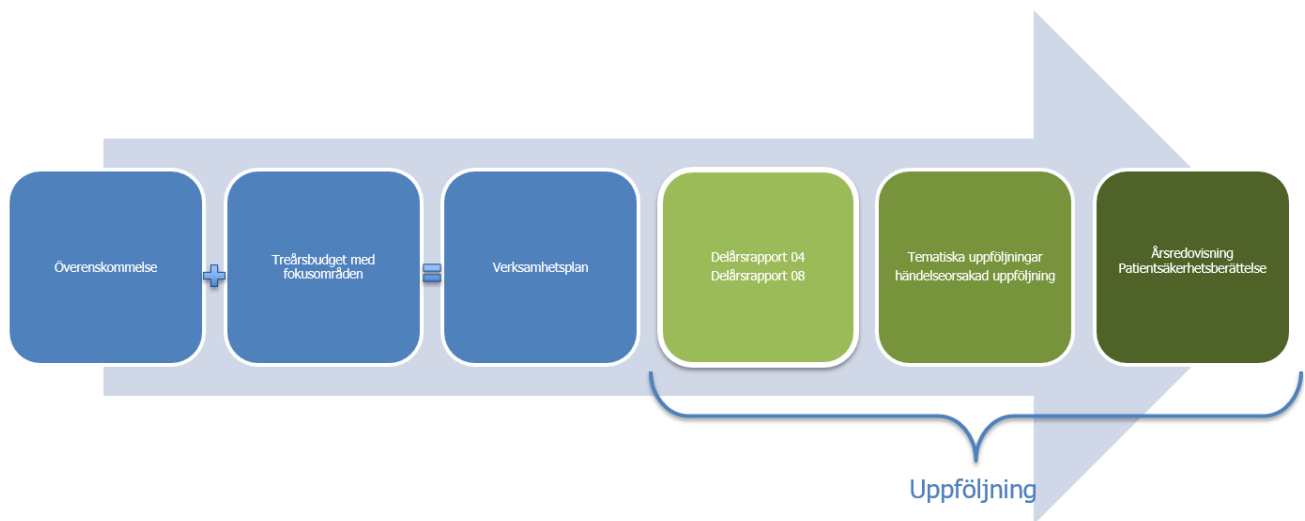 Överenskommelse
Treårsbudget med
fokusområden
Verksamhetsplan
Delårsrapport 04
Delårsrapport 08
Tematiska uppföljningar
händelseorsakad uppföljning
Årsredovisning
Patientsäkerhetsberättelse
Uppföljning